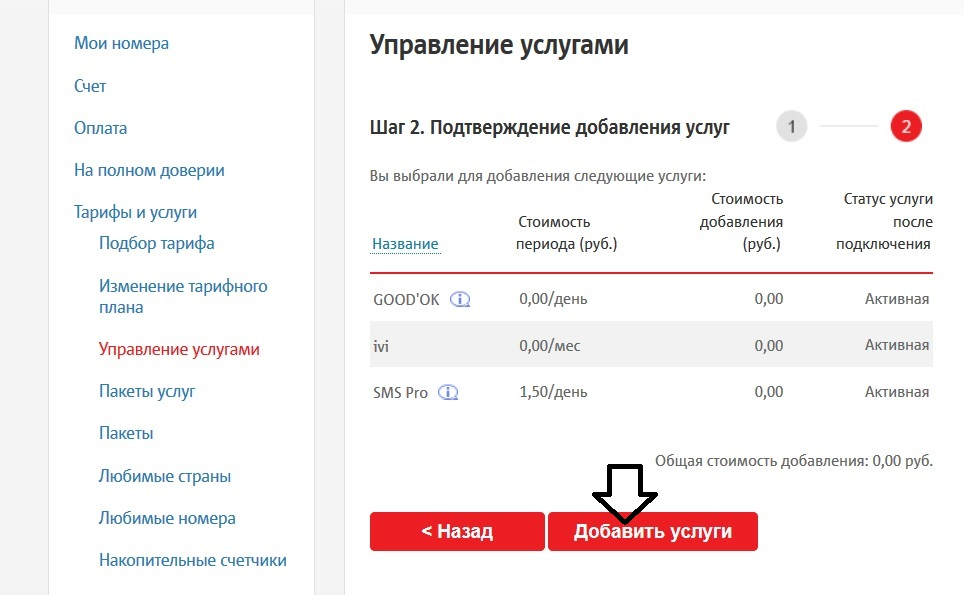 Мои номера
Счет
Оплата
На полном доверии
Тарифы и услуги
Подбор тарифа
Изменение тарифного
плана
Управление услугами
Пакеты услуг
Пакеты
Любимые страны
Любимые номера
Накопительные счетчики
Управление услугами
Шаг 2. Подтверждение добавления услуг
1
2
Вы выбрали для добавления следующие услуги:
Название
Стоимость
периода (руб.)
Стоимость
добавления
(руб.)
Статус услуги
после
подключения
GOOD'OK i 0,00/день 0,00 Активная
ivi 0,00/мес 0,00 Активная
SMS Pro i 1,50/день 0,00 Активная
Общая стоимость добавления: 0,00 руб.
< Назад
Добавить услуги